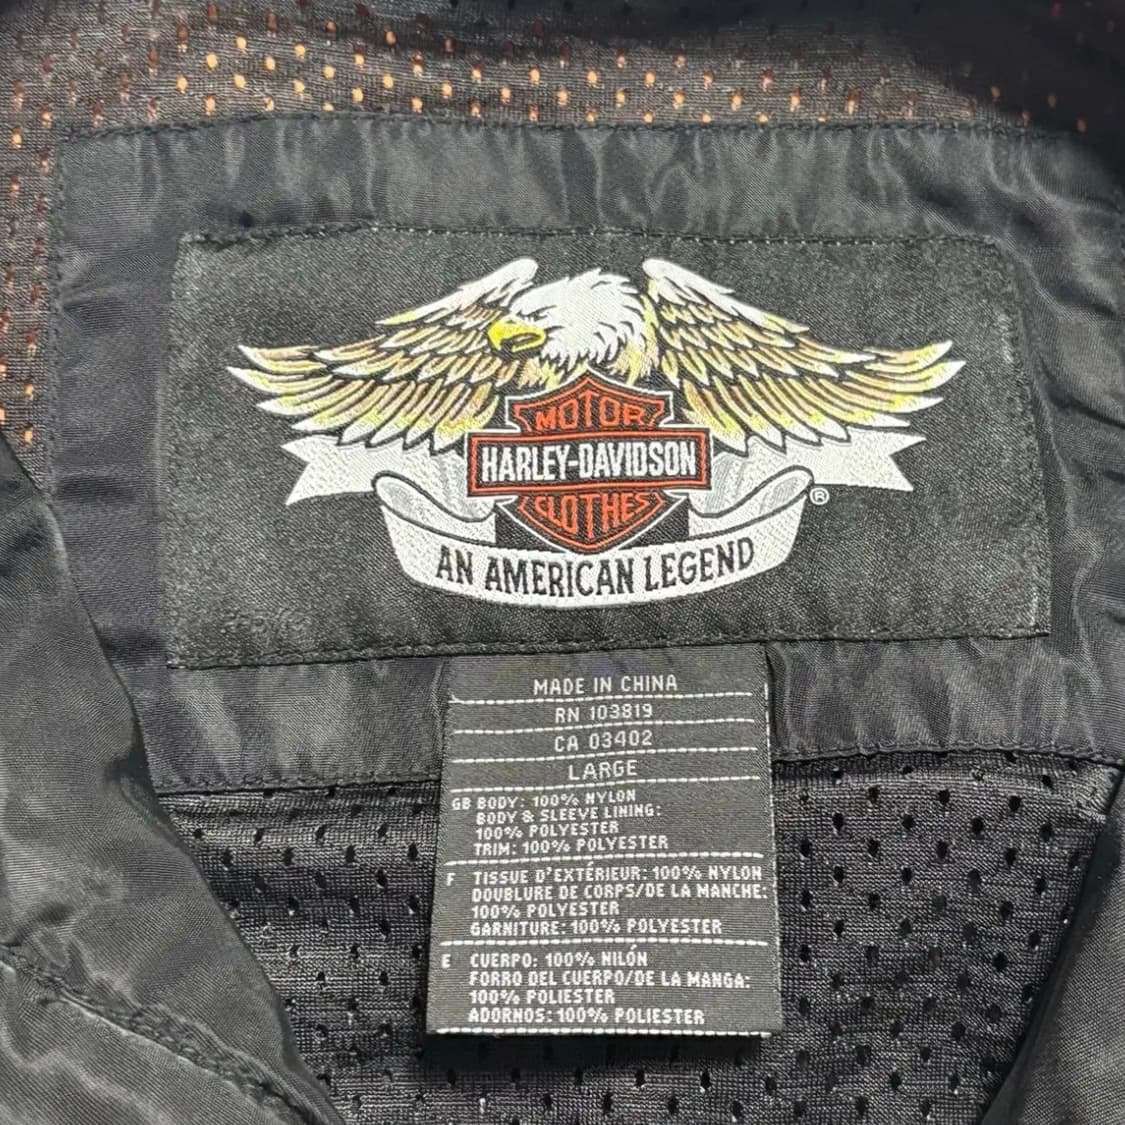 MOTOR
HARLEY-DAVIDSON
CLOTHES
®
AN AMERICAN LEGEND
MADE IN CHINA
RN 103819
CA 03402
LARGE
GB BODY: 100% NYLON
BODY & SLEEVE LINING:
100% POLYESTER
TRIM: 100% POLYESTER
F TISSUE D'EXTÉRIEUR: 100% NYLON
DOUBLURE DE CORPS/DE LA MANCHE:
100% POLYESTER
GARNITURE: 100% POLYESTER
E CUERPO: 100% NILÓN
FORRO DEL CUERPO/DE LA MANGA:
100% POLIESTER
ADORNOS: 100% POLIESTER